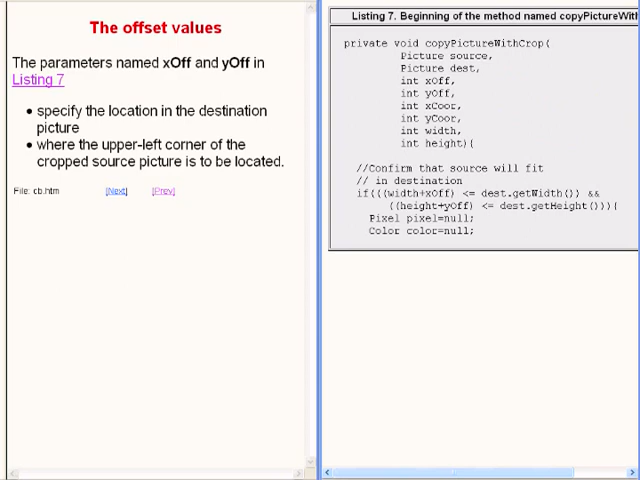 The offset values
The parameters named xOff and yOff in
Listing 7
• specify the location in the destination
picture
• where the upper-left corner of the
cropped source picture is to be located.
File: cb.htm [Next] [Prev]
Listing 7. Beginning of the method named copyPictureWith
private void copyPictureWithCrop(
Picture source,
Picture dest,
int xOff,
int yOff,
int xCoor,
int yCoor,
int width,
int height){
//Confirm that source will fit
// in destination
if(((width+xOff) <= dest.getWidth()) &&
((height+yOff) <= dest.getHeight())){
Pixel pixel=null;
Color color=null;